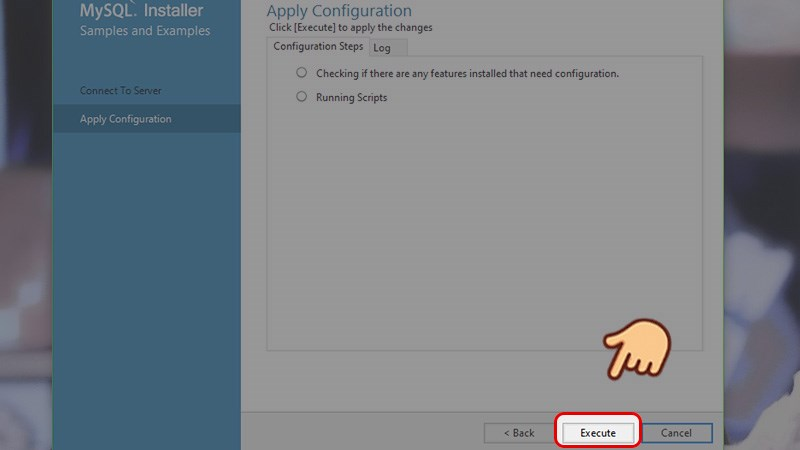 MySQL. Installer
Samples and Examples
Connect To Server
Apply Configuration
Apply Configuration
Click [Execute] to apply the changes
Configuration Steps
Log
Checking if there are any features installed that need configuration.
Running Scripts
< Back
Execute
Cancel